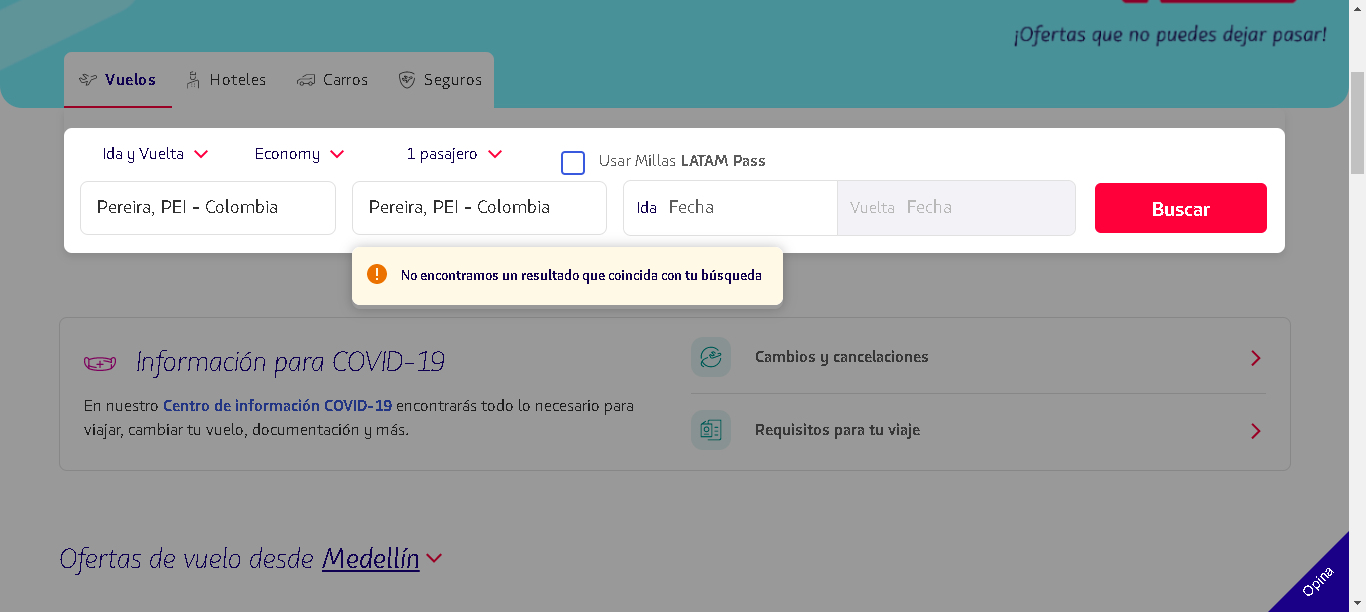 ¡Ofertas que no puedes dejar pasar!
Vuelos Hoteles Carros Seguros
Ida y Vuelta Economy 1 pasajero Usar Millas LATAM Pass
Pereira, PEI - Colombia Pereira, PEI - Colombia Ida Fecha Vuelta Fecha Buscar
No encontramos un resultado que coincida con tu búsqueda
Información para COVID-19
En nuestro Centro de información COVID-19 encontrarás todo lo necesario para
viajar, cambiar tu vuelo, documentación y más.
Cambios y cancelaciones
Requisitos para tu viaje
Ofertas de vuelo desde Medellín
Opina